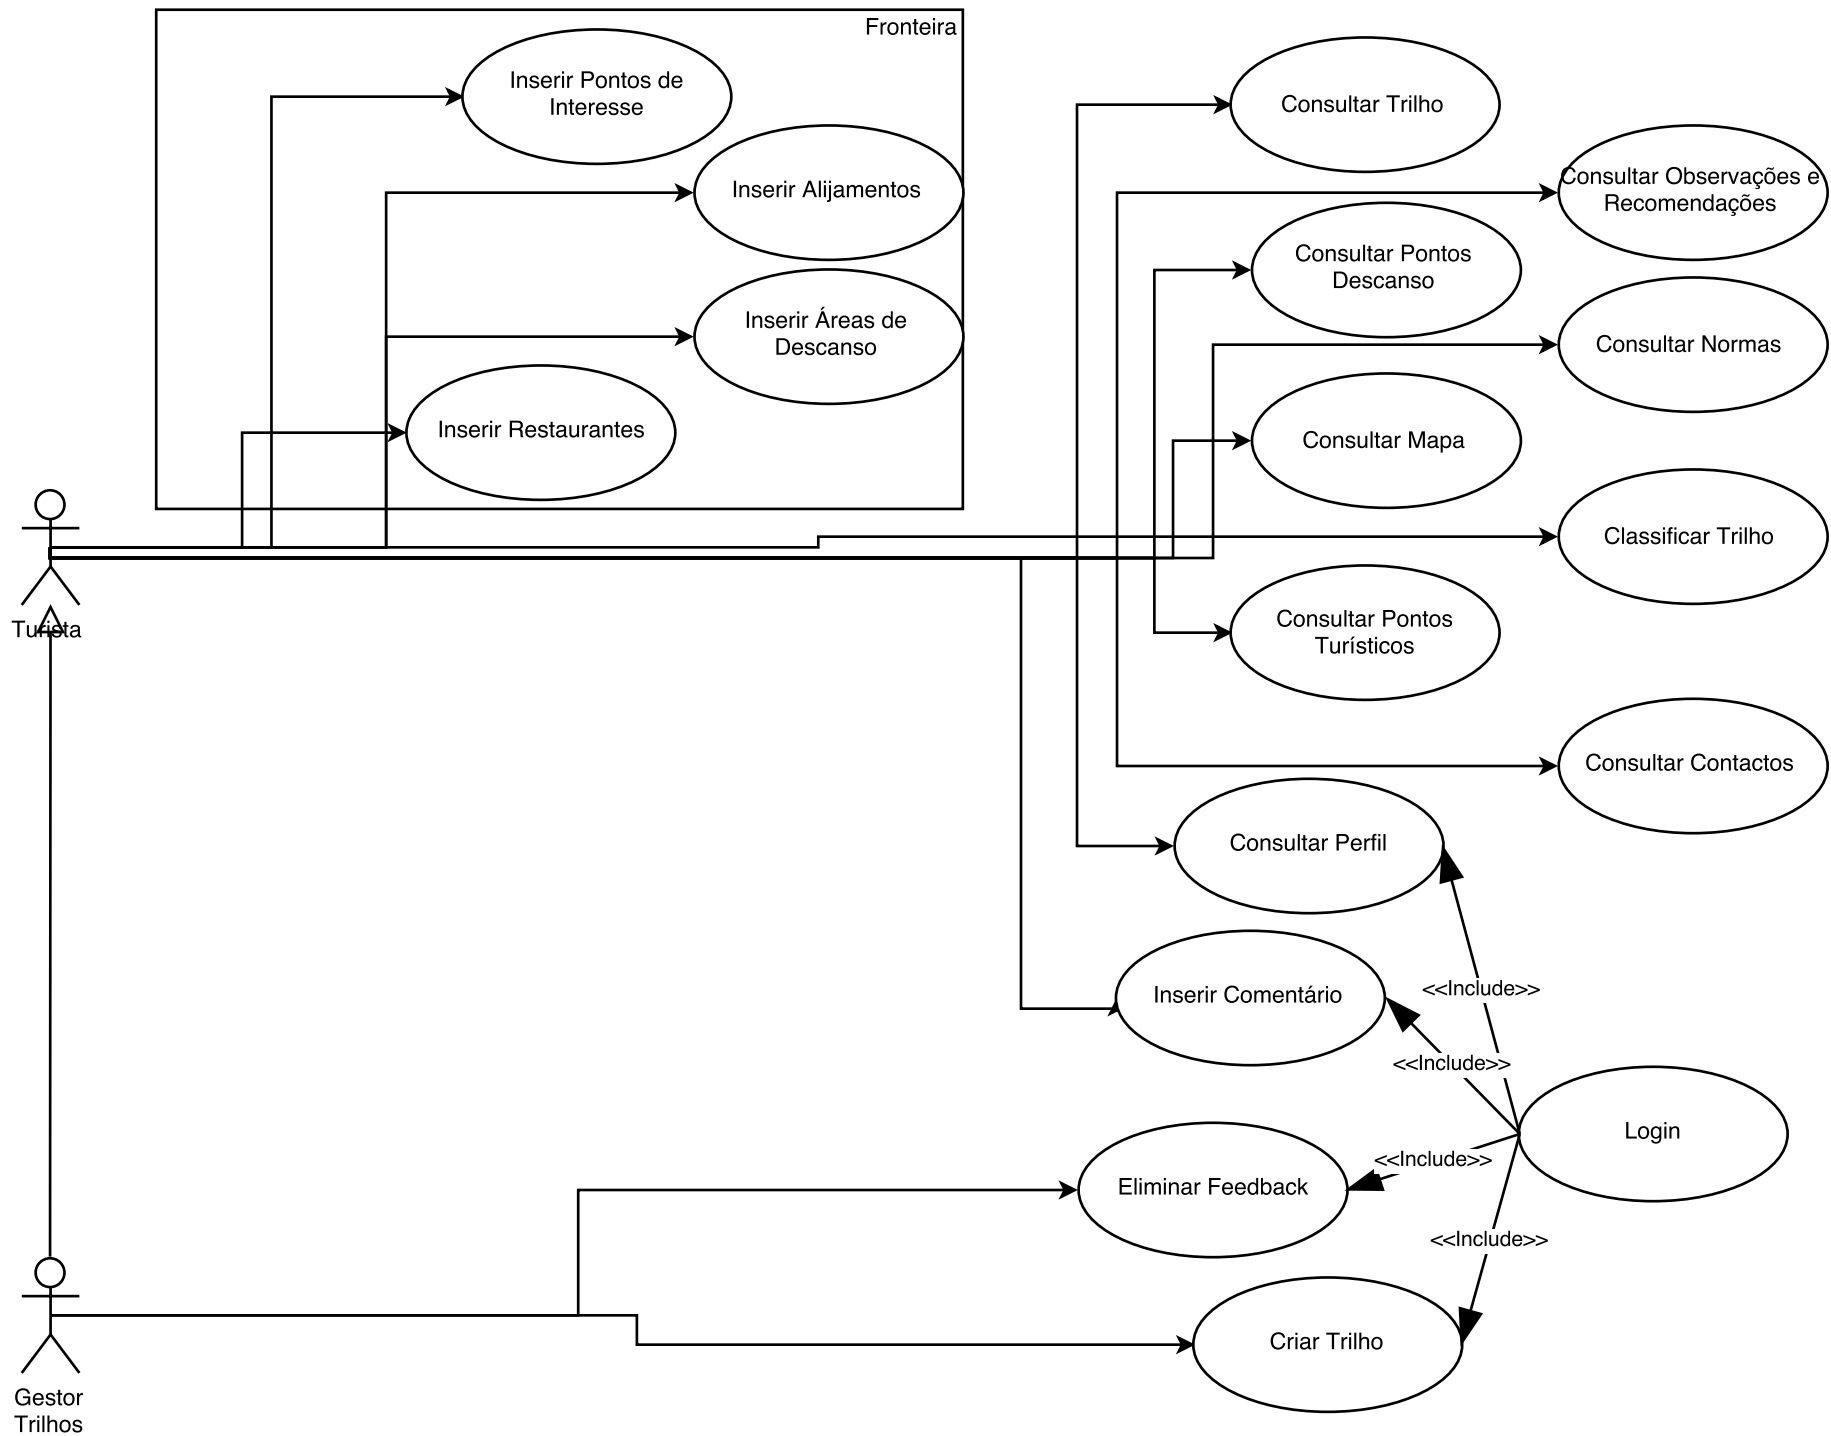 Fronteira
Inserir Pontos de
Interesse
Consultar Trilho
Inserir Alijamentos
Consultar Observações e
Recomendações
Consultar Pontos
Descanso
Inserir Áreas de
Descanso
Consultar Normas
Inserir Restaurantes
Consultar Mapa
Classificar Trilho
Turista
Consultar Pontos
Turísticos
Consultar Contactos
Consultar Perfil
<<Include>>
Inserir Comentário
<<Include>>
Login
<<Include>>
Eliminar Feedback
<<Include>>
Criar Trilho
Gestor
Trilhos